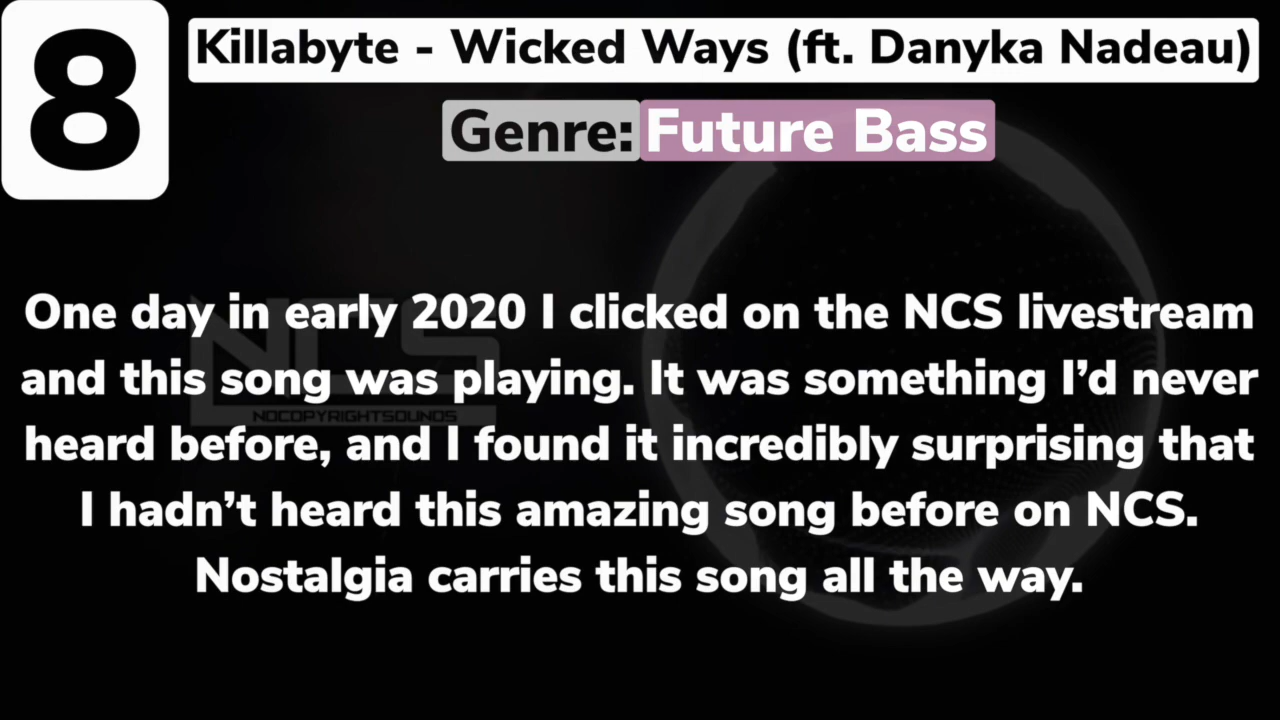 8
Killabyte - Wicked Ways (ft. Danyka Nadeau)
Genre: Future Bass
One day in early 2020 I clicked on the NCS livestream
and this song was playing. It was something I’d never
heard before, and I found it incredibly surprising that
I hadn’t heard this amazing song before on NCS.
Nostalgia carries this song all the way.
NCS
NOCOPYRIGHTSOUNDS